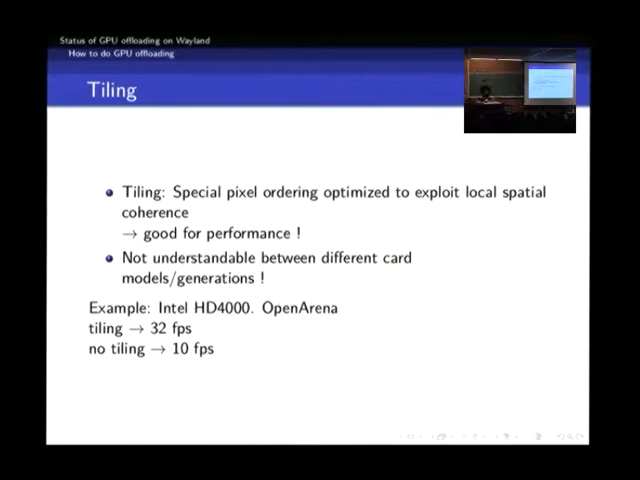 Status of GPU offloading on Wayland
How to do GPU offloading
Tiling
Tiling: Special pixel ordering optimized to exploit local spatial
coherence
→ good for performance !
Not understandable between different card
models/generations !
Example: Intel HD4000. OpenArena
tiling → 32 fps
no tiling → 10 fps